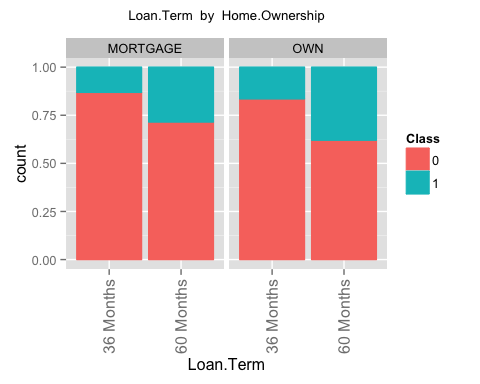 Loan.Term by Home.Ownership
MORTGAGE OWN
1.00
0.75
0.50
0.25
0.00
count
36 Months 60 Months 36 Months 60 Months
Loan.Term
Class
0
1